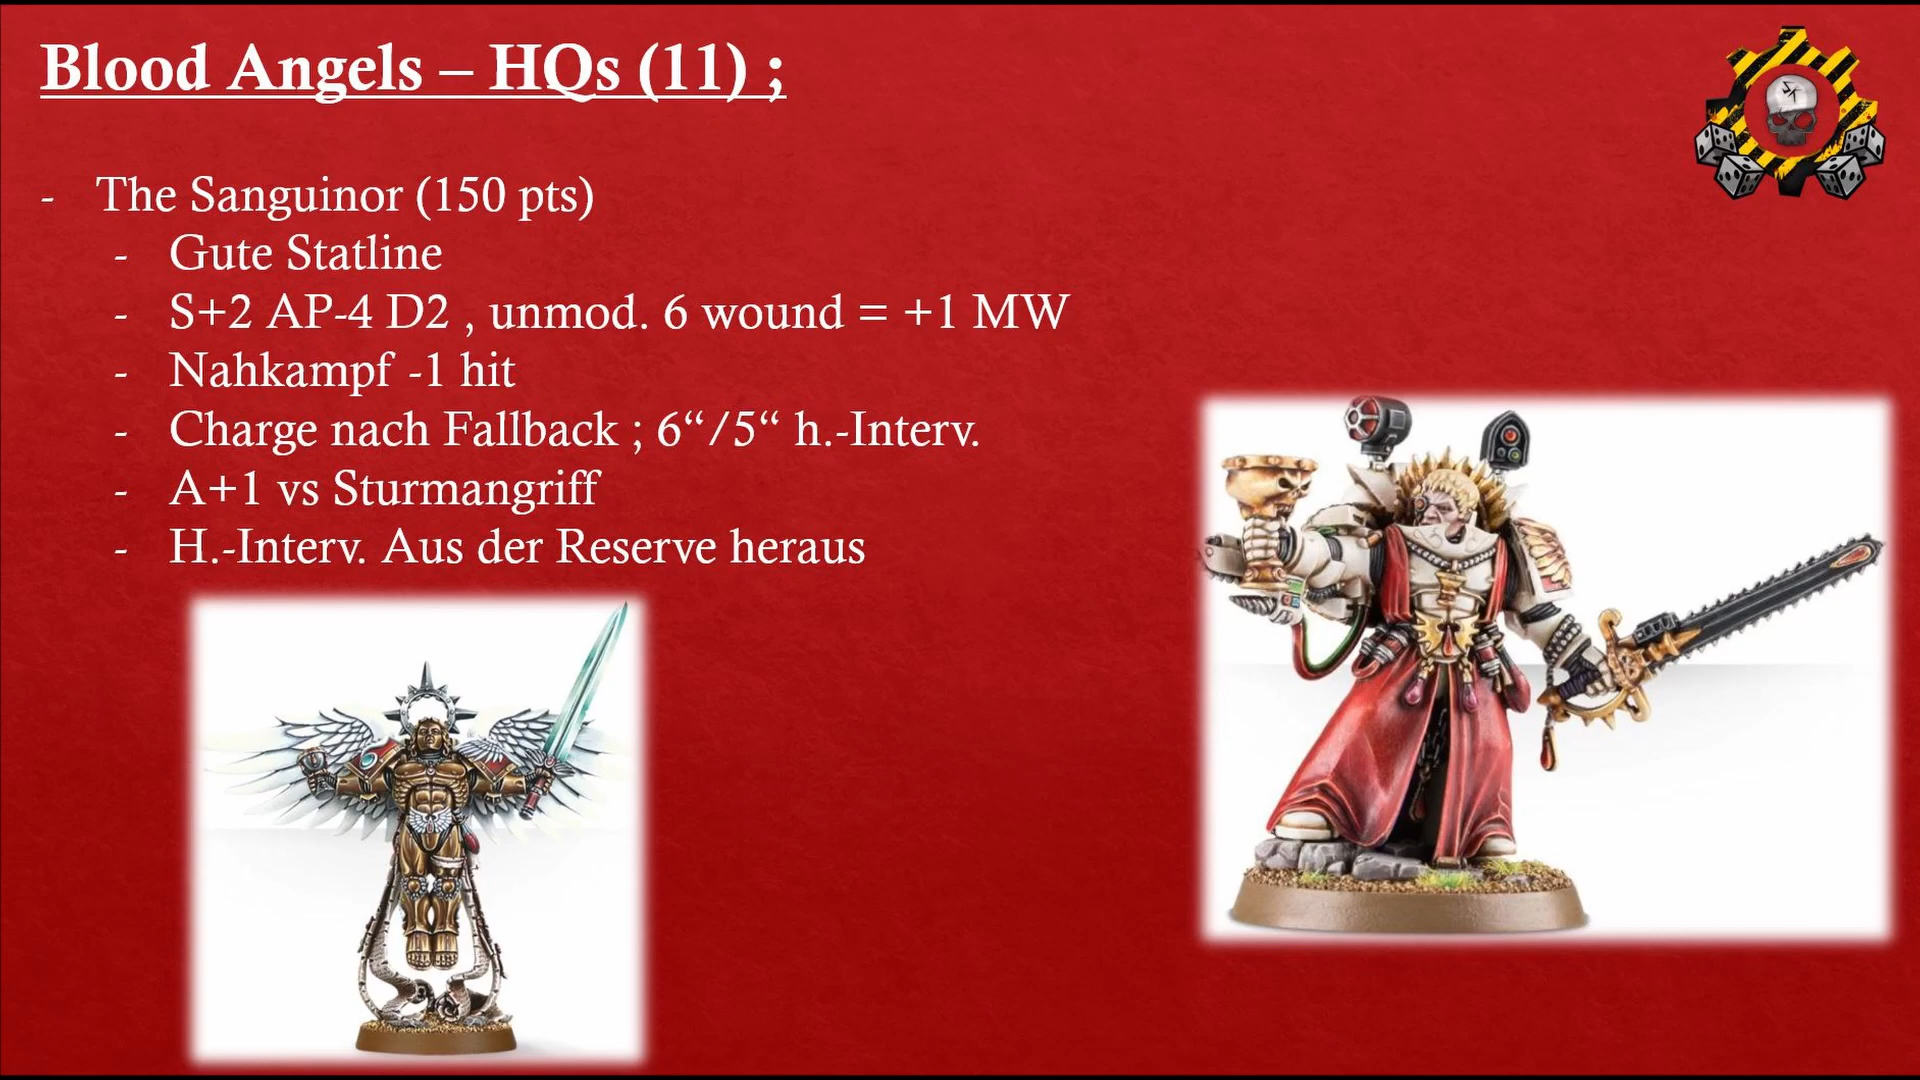 Blood Angels – HQs (11) ;
- The Sanguinor (150 pts)
- Gute Statline
- S+2 AP-4 D2 , unmod. 6 wound = +1 MW
- Nahkampf -1 hit
- Charge nach Fallback ; 6“/5“ h.-Interv.
- A+1 vs Sturmangriff
- H.-Interv. Aus der Reserve heraus